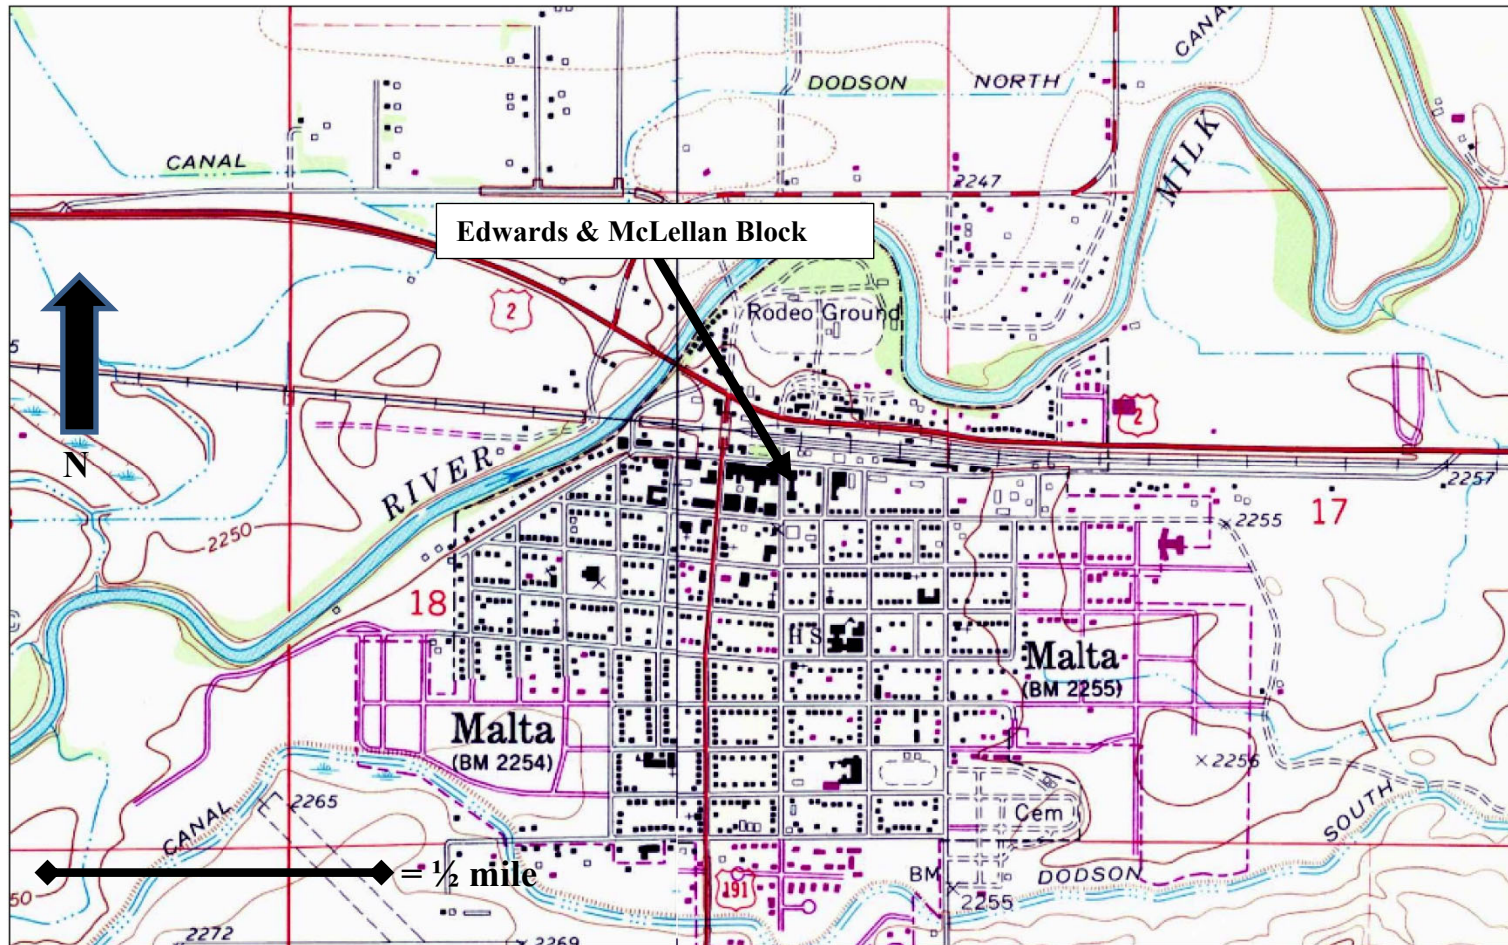 CANAL
DODSON NORTH
CANAL
MILK
2247
Edwards & McLellan Block
2
Rodeo Ground
5
2
N
RIVER
2257
2255
17
2250
18
H S
Malta
(BM 2255)
Malta
(BM 2254)
2256
CANAL
2265
Cem
SOUTH
= ½ mile
191
BM
DODSON
50
2255
2272
2269